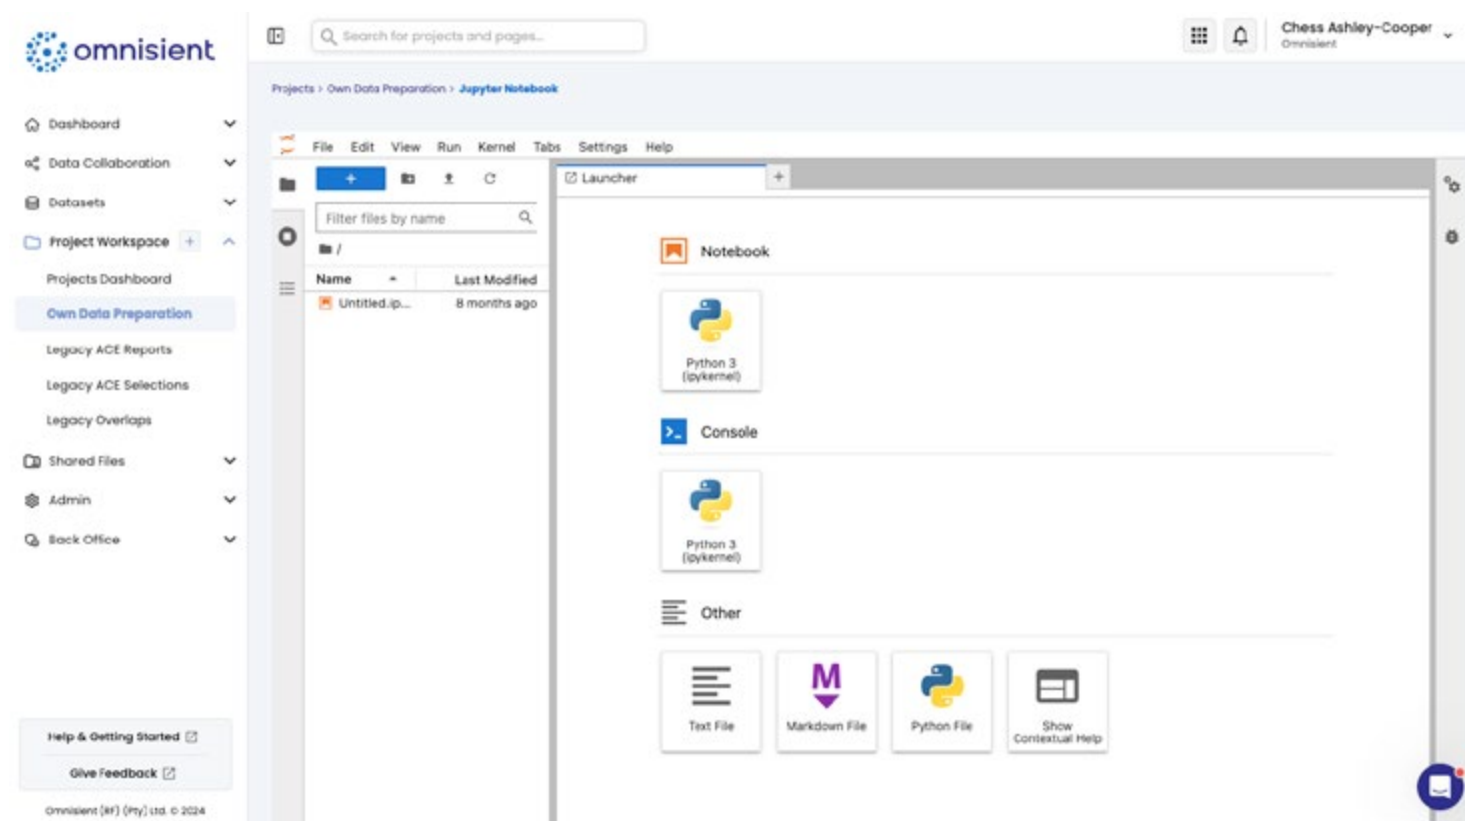 omnisient
Search for projects and pages...
Chess Ashley-Cooper
Omnisient
Projects > Own Data Preparation > Jupyter Notebook
Dashboard
Data Collaboration
Datasets
Project Workspace +
Projects Dashboard
Own Data Preparation
Legacy ACE Reports
Legacy ACE Selections
Legacy Overlaps
Shared Files
Admin
Back Office
Help & Getting Started
Give Feedback
Omnisient (RF) (Pty) Ltd. © 2024
File Edit View Run Kernel Tabs Settings Help
+
Filter files by name
/
Name Last Modified
Untitled.ip... 8 months ago
Launcher +
Notebook
Python 3
(ipykernel)
Console
Python 3
(ipykernel)
Other
Text File
Markdown File
Python File
Show
Contextual Help